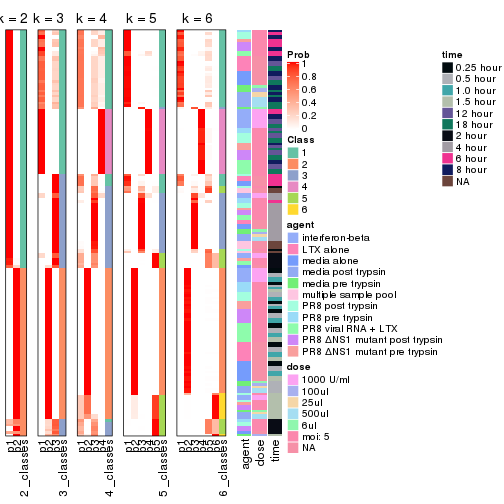 k = 2 k = 3 k = 4 k = 5 k = 6
Prob
1
0.8
0.6
0.4
0.2
0
Class
1
2
3
4
5
6
agent
interferon-beta
LTX alone
media alone
media post trypsin
media pre trypsin
multiple sample pool
PR8 post trypsin
PR8 pre trypsin
PR8 viral RNA + LTX
PR8 ΔNS1 mutant post trypsin
PR8 ΔNS1 mutant pre trypsin
dose
1000 U/ml
100ul
25ul
500ul
6ul
moi: 5
NA
time
0.25 hour
0.5 hour
1.0 hour
1.5 hour
12 hour
18 hour
2 hour
4 hour
6 hour
8 hour
NA
p1 p2 2_classes p1 p2 p3 3_classes p1 p2 p3 p4 4_classes p1 p2 p3 p4 p5 5_classes p1 p2 p3 p4 p5 p6 6_classes agent dose time